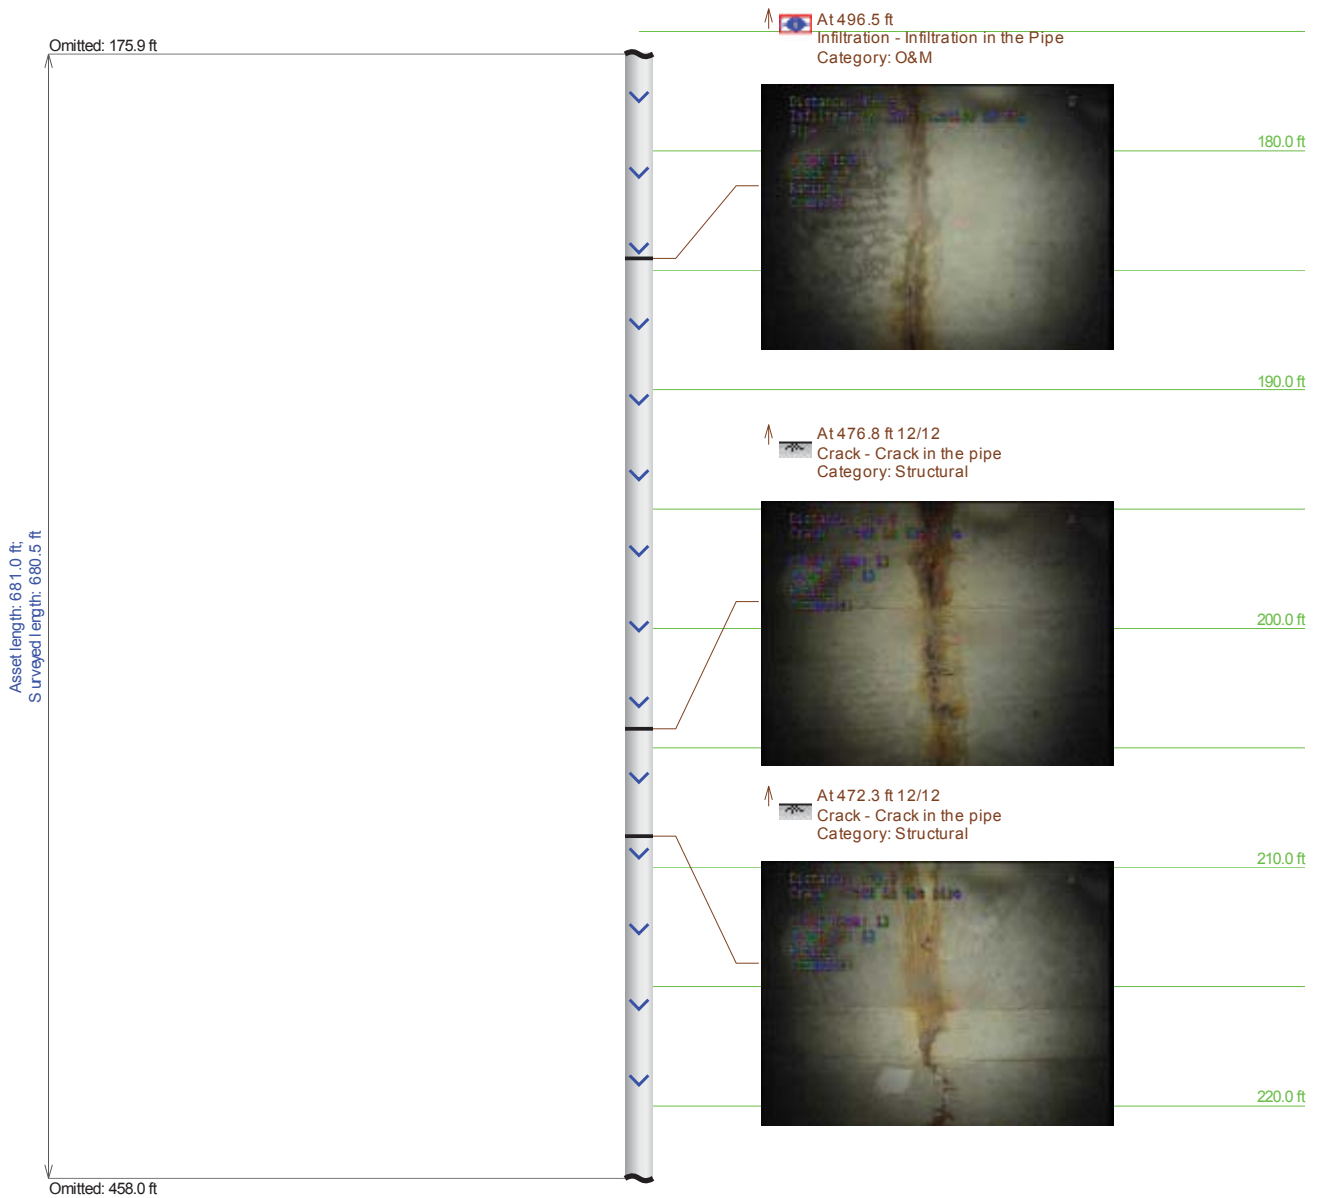 At 496.5 ft
Infiltration - Infiltration in the Pipe
Category: O&M
Omitted: 175.9 ft
180.0 ft
190.0 ft
At 476.8 ft 12/12
Crack - Crack in the pipe
Category: Structural
Asset length: 681.0 ft;
Surveyed length: 680.5 ft
200.0 ft
At 472.3 ft 12/12
Crack - Crack in the pipe
Category: Structural
210.0 ft
220.0 ft
Omitted: 458.0 ft